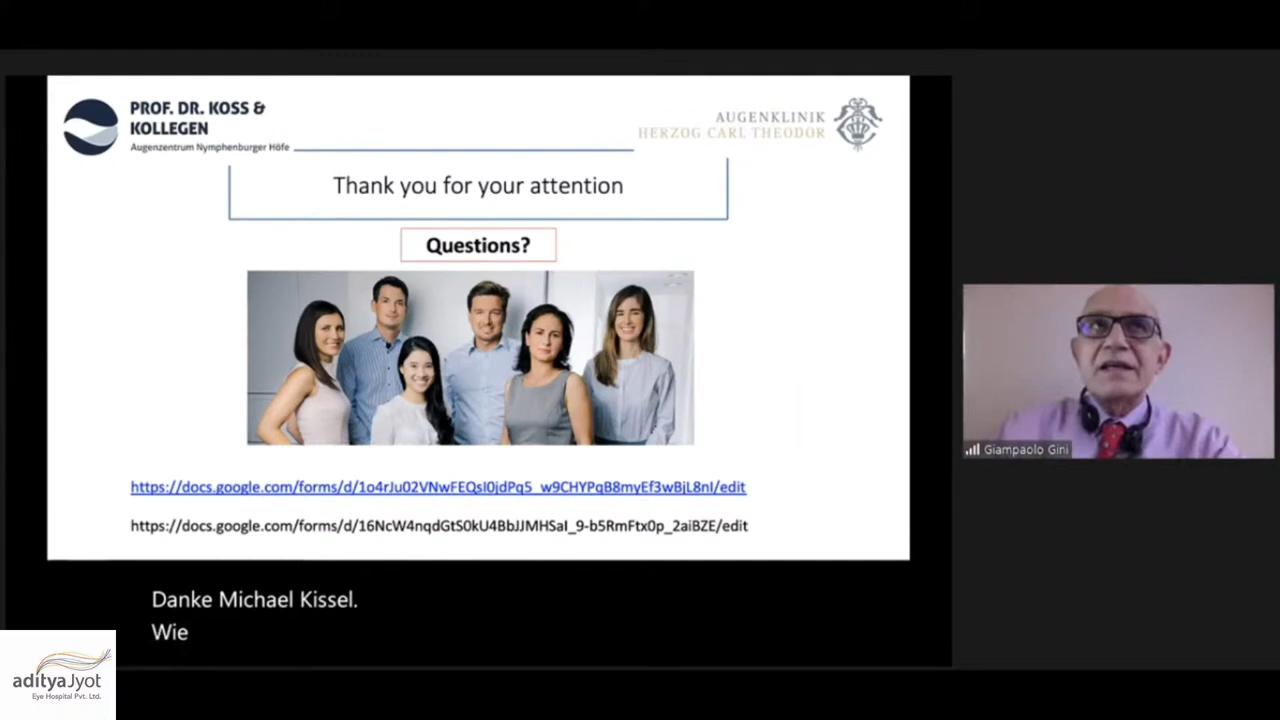 PROF. DR. KOSS &
KOLLEGEN
Augenzentrum Nymphenburger Höfe
AUGENKLINIK
HERZOG CARL THEODOR
Thank you for your attention
Questions?
https://docs.google.com/forms/d/1o4rJu02VNwFEQsI0jdPq5_w9CHYPqB8myEf3wBjL8nI/edit
https://docs.google.com/forms/d/16NcW4nqdGtS0kU4BbJJMHSaI_9-b5RmFtx0p_2aiBZE/edit
Giampaolo Gini
Danke Michael Kissel.
Wie
adityaJyot
Eye Hospital Pvt. Ltd.